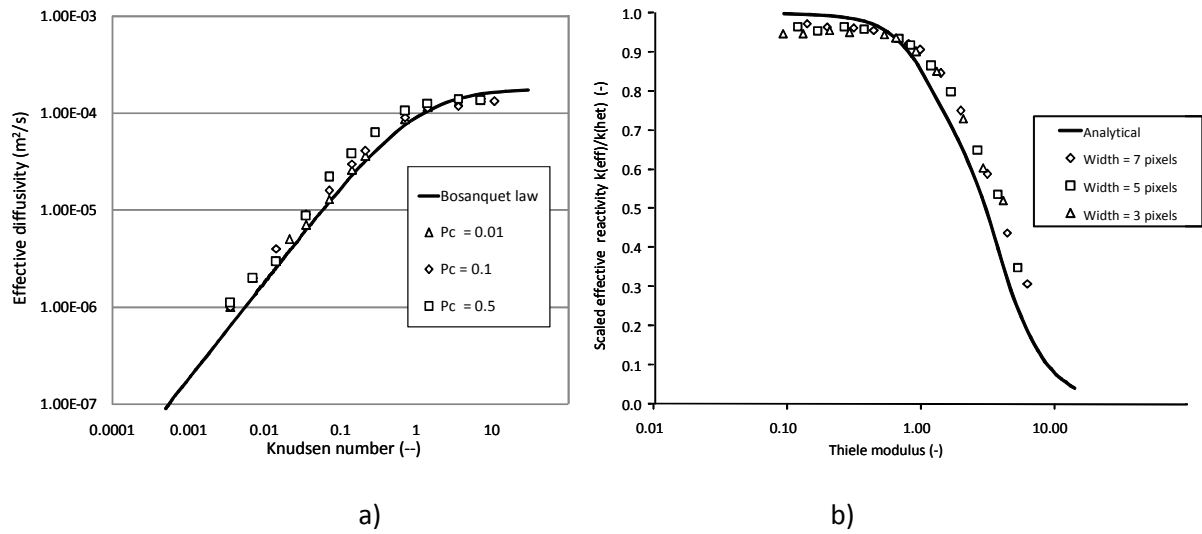 1.00E-03
1.00E-04
1.00E-05
1.00E-06
1.00E-07
Effective diffusivity (m²/s)
0.0001 0.001 0.01 0.1 1 10
Knudsen number (--)
Bosanquet law
Pc = 0.01
Pc = 0.1
Pc = 0.5
a)
1.0
0.9
0.8
0.7
0.6
0.5
0.4
0.3
0.2
0.1
0.0
Scaled effective reactivity k(eff)/k(het) (-)
0.01 0.10 1.00 10.00
Thiele modulus (-)
Analytical
Width = 7 pixels
Width = 5 pixels
Width = 3 pixels
b)